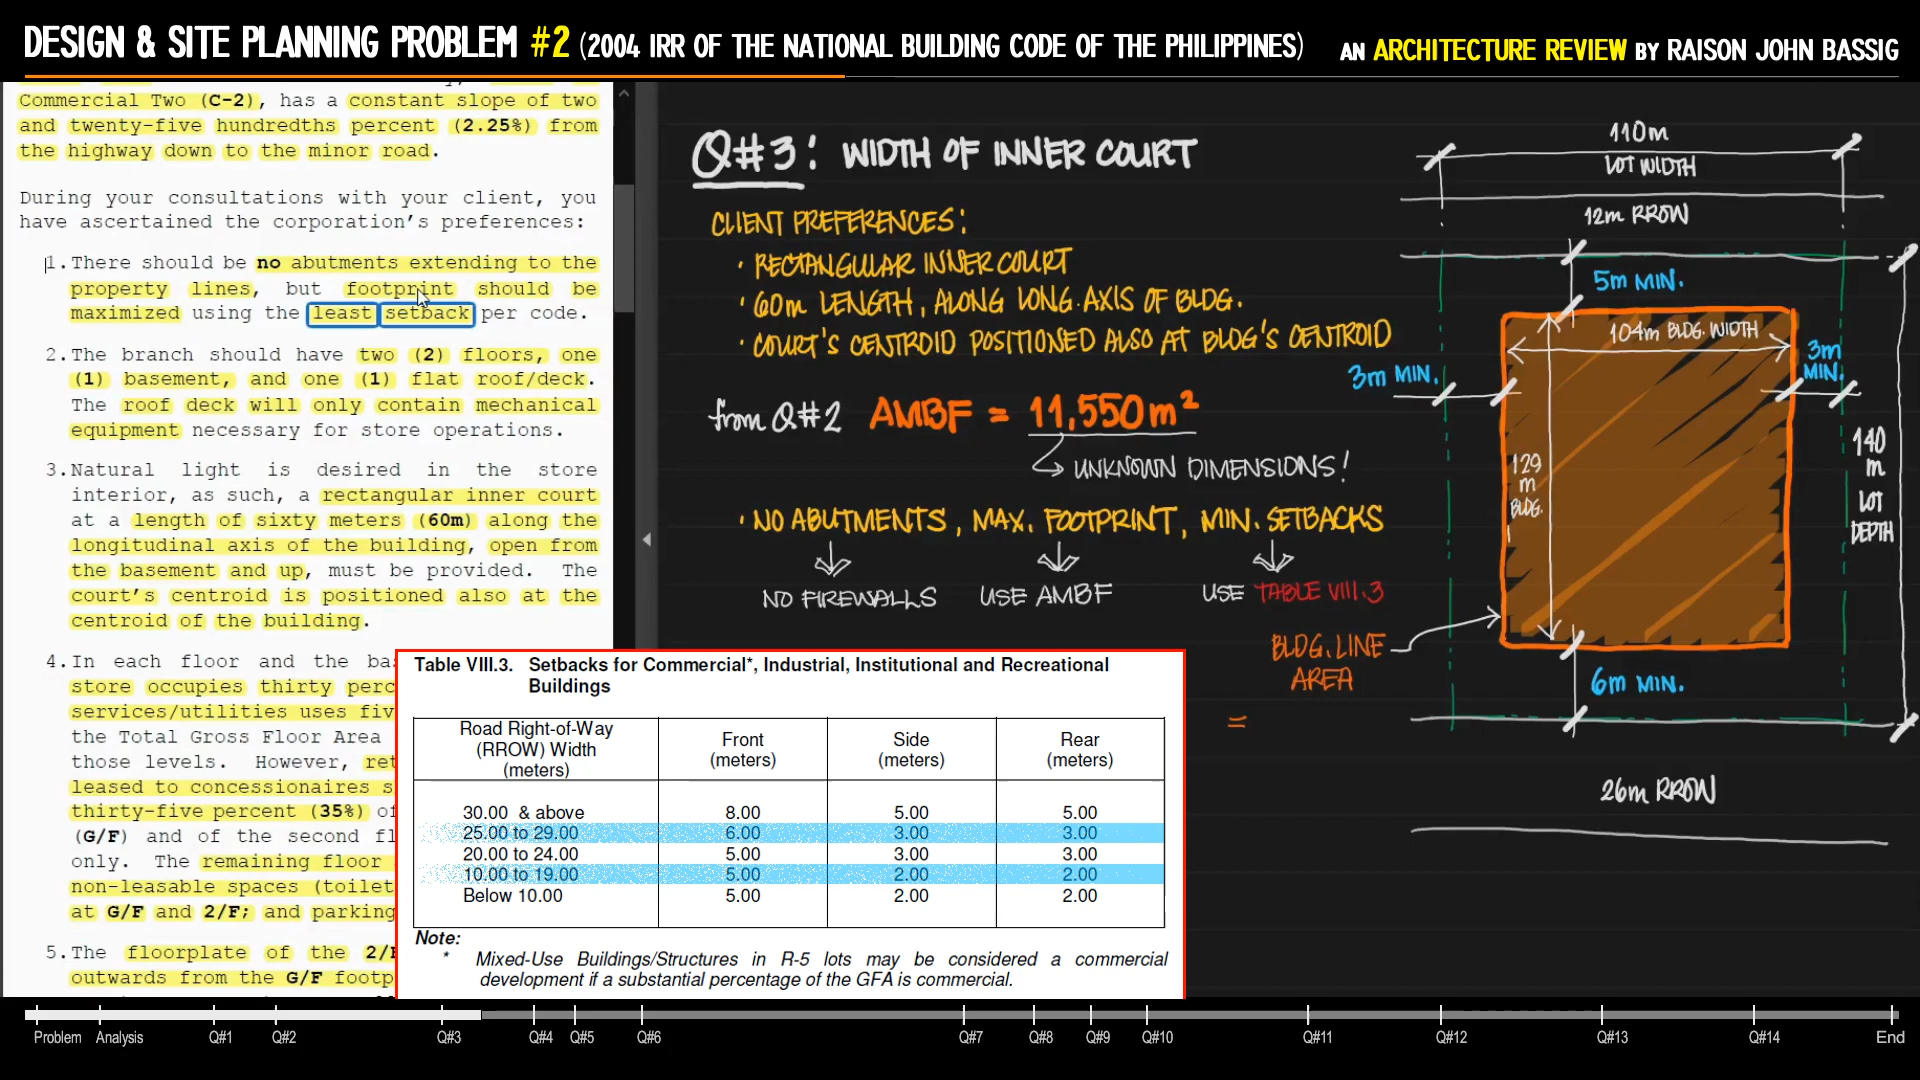 DESIGN & SITE PLANNING PROBLEM #2 (2004 IRR OF THE NATIONAL BUILDING CODE OF THE PHILIPPINES)
AN ARCHITECTURE REVIEW BY RAISON JOHN BASSIG
Commercial Two (C-2), has a constant slope of two
and twenty-five hundredths percent (2.25%) from
the highway down to the minor road.
During your consultations with your client, you
have ascertained the corporation's preferences:
1. There should be no abutments extending to the
property lines, but footprint should be
maximized using the least setback per code.
2. The branch should have two (2) floors, one
(1) basement, and one (1) flat roof/deck.
The roof deck will only contain mechanical
equipment necessary for store operations.
3. Natural light is desired in the store
interior, as such, a rectangular inner court
at a length of sixty meters (60m) along the
longitudinal axis of the building, open from
the basement and up, must be provided. The
court's centroid is positioned also at the
centroid of the building.
4. In each floor and the ba
store occupies thirty perc
services/utilities uses fiv
the Total Gross Floor Area
those levels. However, ret
leased to concessionaires s
thirty-five percent (35%) of
(G/F) and of the second fl
only. The remaining floor
non-leasable spaces (toilet
at G/F and 2/F; and parking
5. The floorplate of the 2/F
outwards from the G/F footp
Q#3: WIDTH OF INNER COURT
CLIENT PREFERENCES:
• RECTANGULAR INNER COURT
• 60m LENGTH, ALONG LONG. AXIS OF BLDG.
• COURT'S CENTROID POSITIONED ALSO AT BLDG'S CENTROID
from Q#2 AMBF = 11,550m²
UNKNOWN DIMENSIONS!
• NO ABUTMENTS, MAX. FOOTPRINT, MIN. SETBACKS
NO FIREWALLS USE AMBF USE TABLE VIII.3
BLDG. LINE
AREA
=
110m
LOT WIDTH
12m RROW
5m MIN.
104m BLDG. WIDTH
3m MIN.
3m
MIN.
129
m
BLDG.
140
m
LOT
DEPTH
6m MIN.
26m RROW
Table VIII.3. Setbacks for Commercial*, Industrial, Institutional and Recreational
Buildings
Road Right-of-Way
(RROW) Width
(meters)
Front
(meters)
Side
(meters)
Rear
(meters)
30.00 & above 8.00 5.00 5.00
25.00 to 29.00 6.00 3.00 3.00
20.00 to 24.00 5.00 3.00 3.00
10.00 to 19.00 5.00 2.00 2.00
Below 10.00 5.00 2.00 2.00
Note:
* Mixed-Use Buildings/Structures in R-5 lots may be considered a commercial
development if a substantial percentage of the GFA is commercial.
Problem Analysis Q#1 Q#2 Q#3 Q#4 Q#5 Q#6 Q#7 Q#8 Q#9 Q#10 Q#11 Q#12 Q#13 Q#14 End